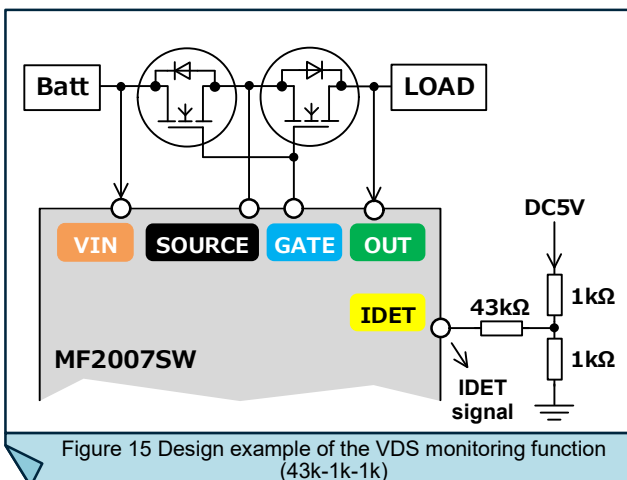 Batt
LOAD
VIN
SOURCE
GATE
OUT
DC5V
IDET
43kΩ
1kΩ
1kΩ
MF2007SW
IDET
signal
Figure 15 Design example of the VDS monitoring function
(43k-1k-1k)